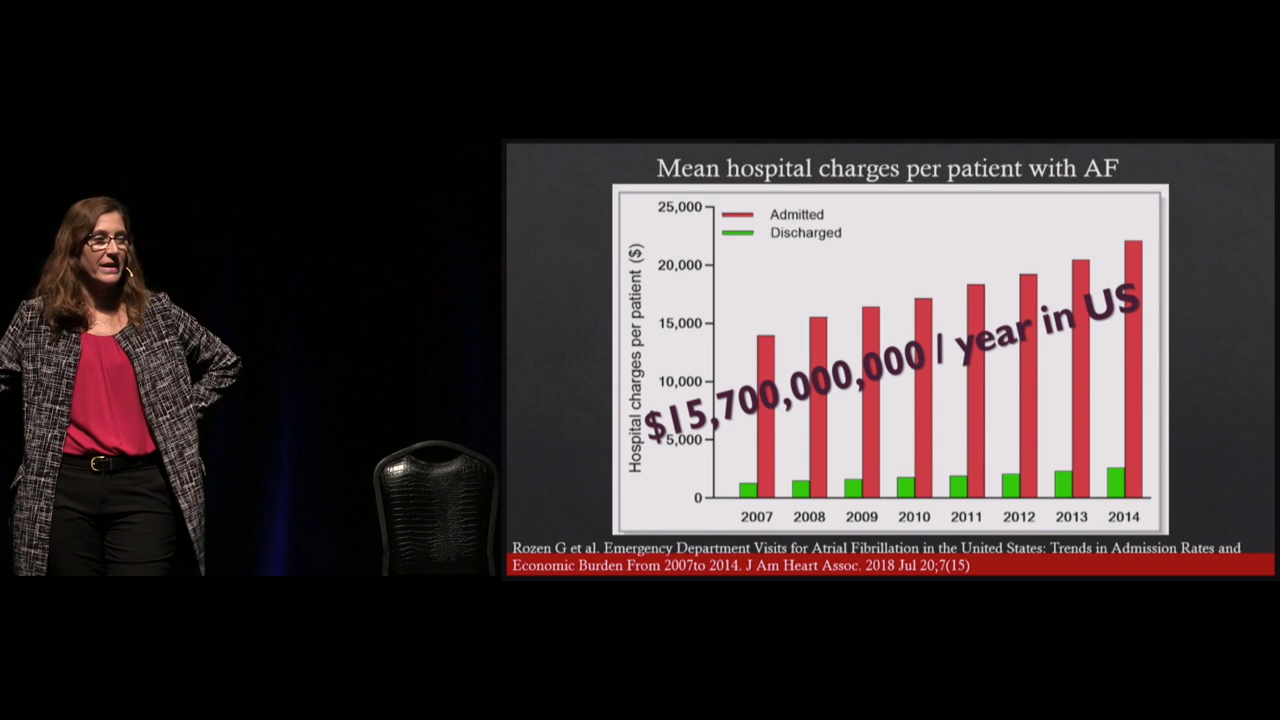 Mean hospital charges per patient with AF
25,000
20,000
15,000
10,000
5,000
0
Hospital charges per patient ($)
Admitted
Discharged
$15,700,000,000 / year in US
2007 2008 2009 2010 2011 2012 2013 2014
Rozen G et al. Emergency Department Visits for Atrial Fibrillation in the United States: Trends in Admission Rates and
Economic Burden From 2007to 2014. J Am Heart Assoc. 2018 Jul 20;7(15)